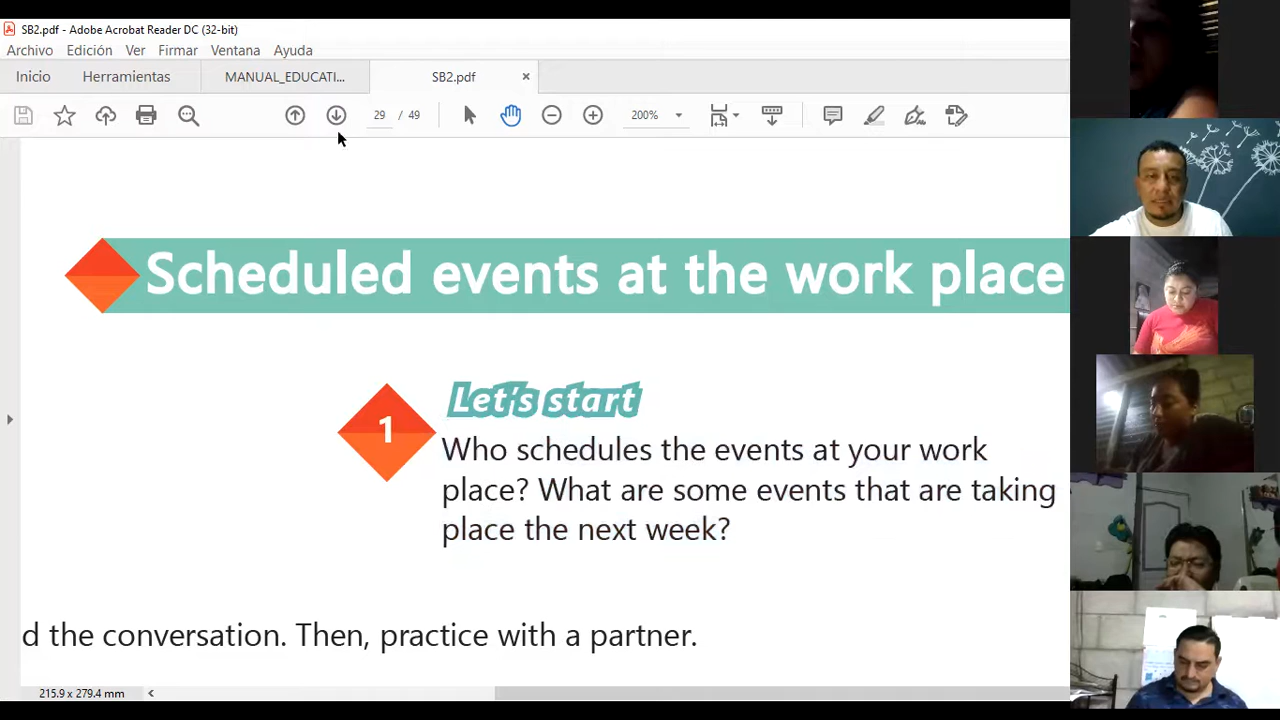 SB2.pdf - Adobe Acrobat Reader DC (32-bit)
Archivo Edición Ver Firmar Ventana Ayuda
Inicio Herramientas MANUAL_EDUCATI... SB2.pdf ×
29 / 49 200%
Scheduled events at the work place
1 Let's start
Who schedules the events at your work
place? What are some events that are taking
place the next week?
d the conversation. Then, practice with a partner.
215.9 x 279.4 mm